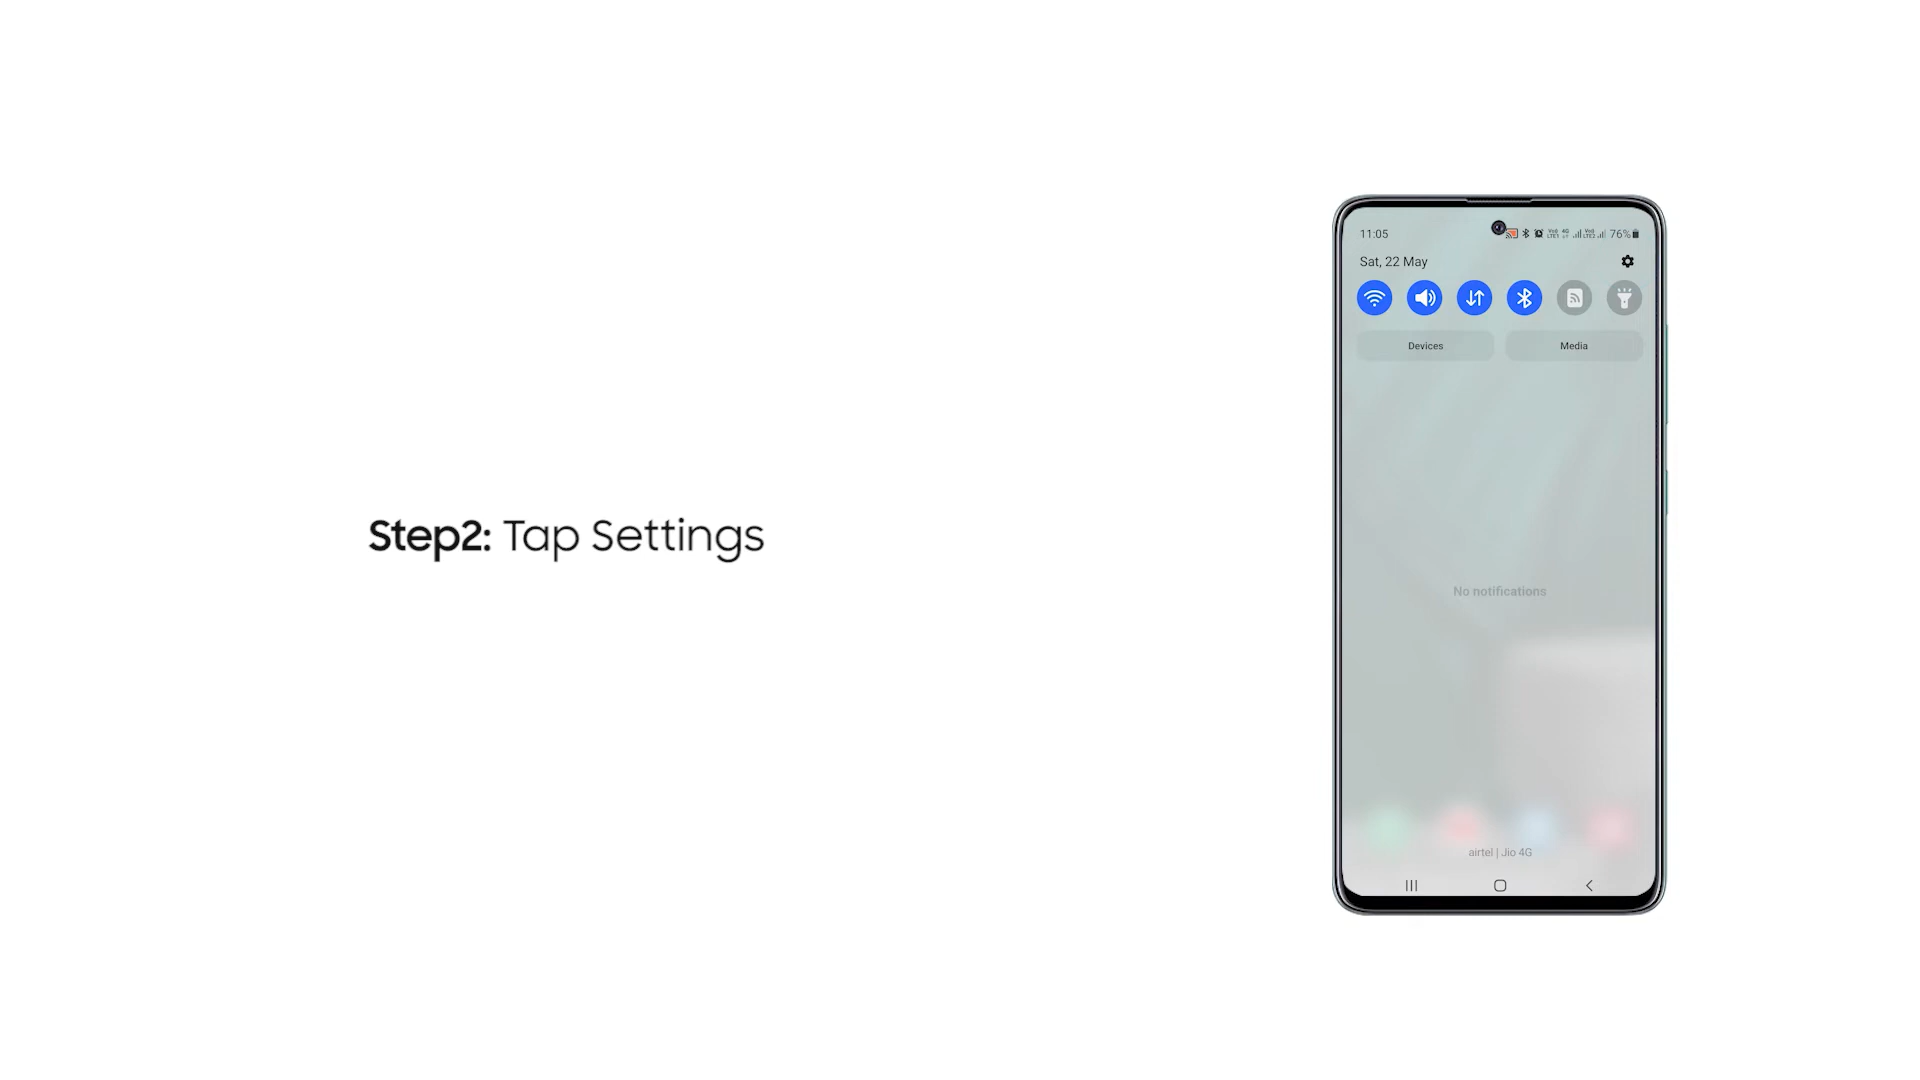 Step2: Tap Settings
11:05
76%
Sat, 22 May
Devices
Media
No notifications
airtel | Jio 4G